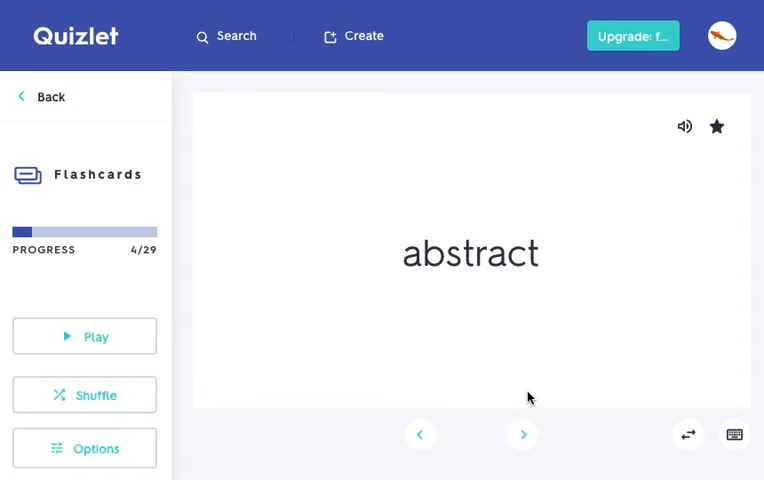 Quizlet
Search
Create
Upgrade: f...
Back
Flashcards
PROGRESS 4/29
abstract
Play
Shuffle
Options